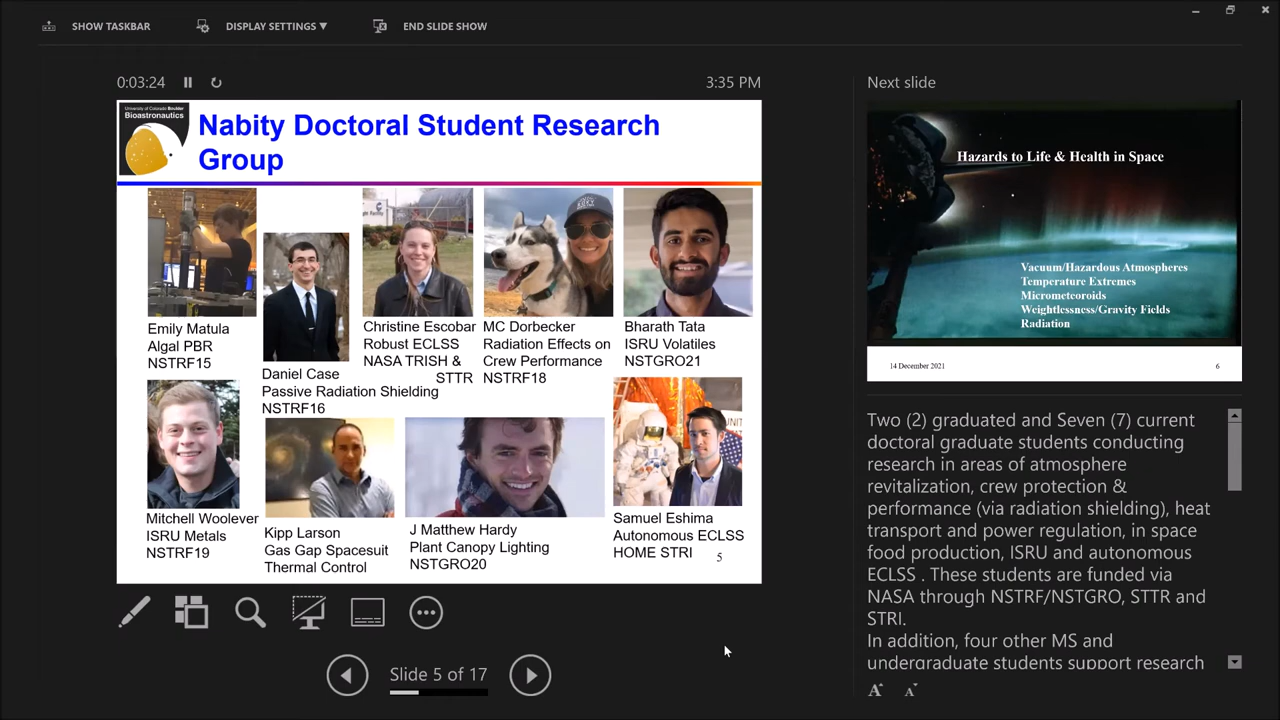 SHOW TASKBAR
DISPLAY SETTINGS ▼
END SLIDE SHOW
0:03:24
3:35 PM
University of Colorado Boulder
Bioastronautics
Nabity Doctoral Student Research
Group
Emily Matula
Algal PBR
NSTRF15
Daniel Case
Passive Radiation Shielding
NSTRF16
Christine Escobar
Robust ECLSS
NASA TRISH &
STTR
MC Dorbecker
Radiation Effects on
Crew Performance
NSTRF18
Bharath Tata
ISRU Volatiles
NSTGRO21
Mitchell Woolever
ISRU Metals
NSTRF19
Kipp Larson
Gas Gap Spacesuit
Thermal Control
J Matthew Hardy
Plant Canopy Lighting
NSTGRO20
UNIT
Samuel Eshima
Autonomous ECLSS
HOME STRI
5
Slide 5 of 17
Next slide
Hazards to Life & Health in Space
Vacuum/Hazardous Atmospheres
Temperature Extremes
Micrometeoroids
Weightlessness/Gravity Fields
Radiation
14 December 2021
6
Two (2) graduated and Seven (7) current
doctoral graduate students conducting
research in areas of atmosphere
revitalization, crew protection &
performance (via radiation shielding), heat
transport and power regulation, in space
food production, ISRU and autonomous
ECLSS . These students are funded via
NASA through NSTRF/NSTGRO, STTR and
STRI.
In addition, four other MS and
undergraduate students support research
A A